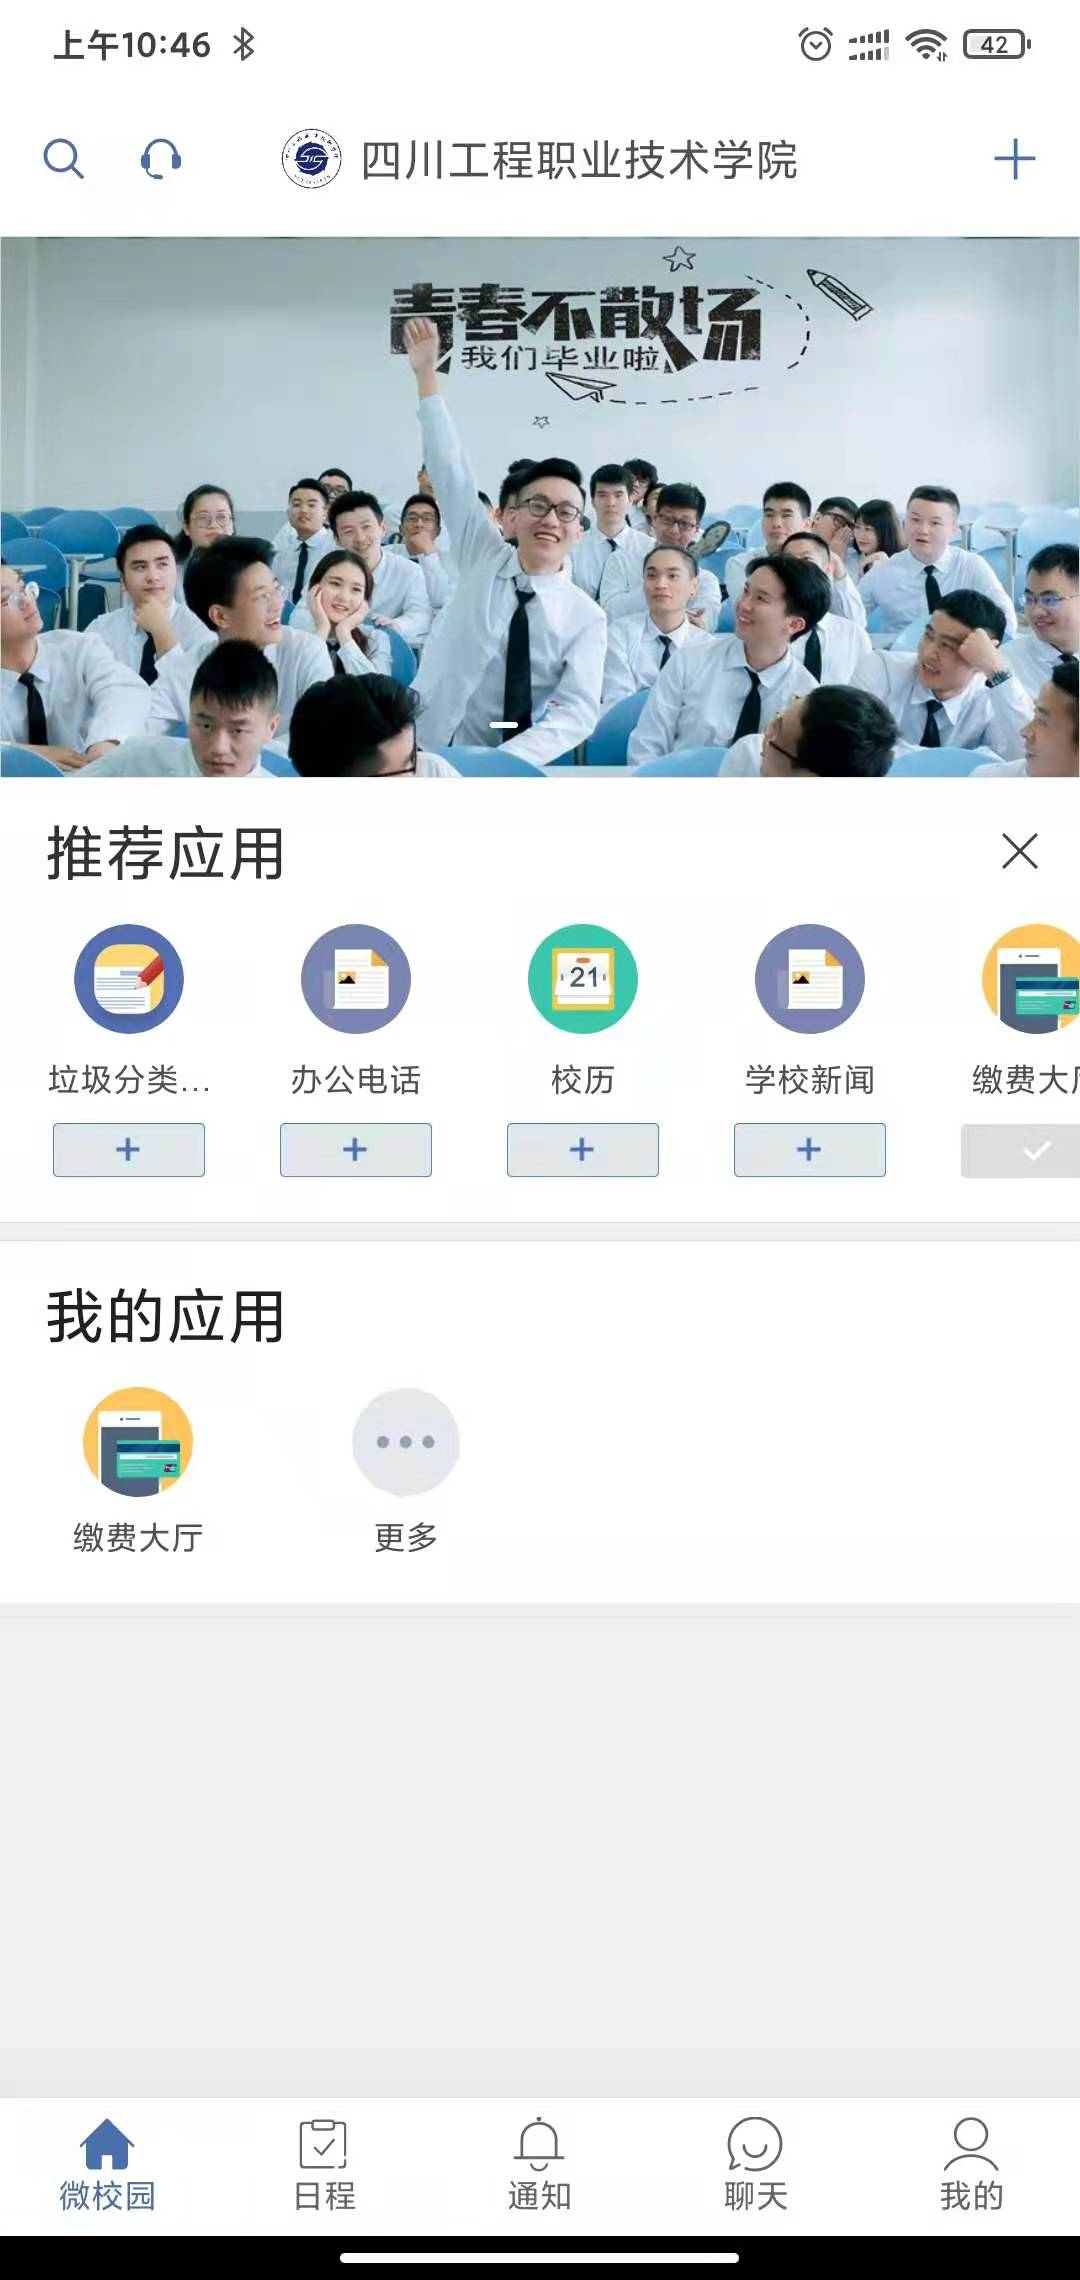 上午10:46
42
四川工程职业技术学院
青春不散场
我们毕业啦
推荐应用
21
垃圾分类...
办公电话
校历
学校新闻
缴费大厅
我的应用
缴费大厅
更多
微校园
日程
通知
聊天
我的